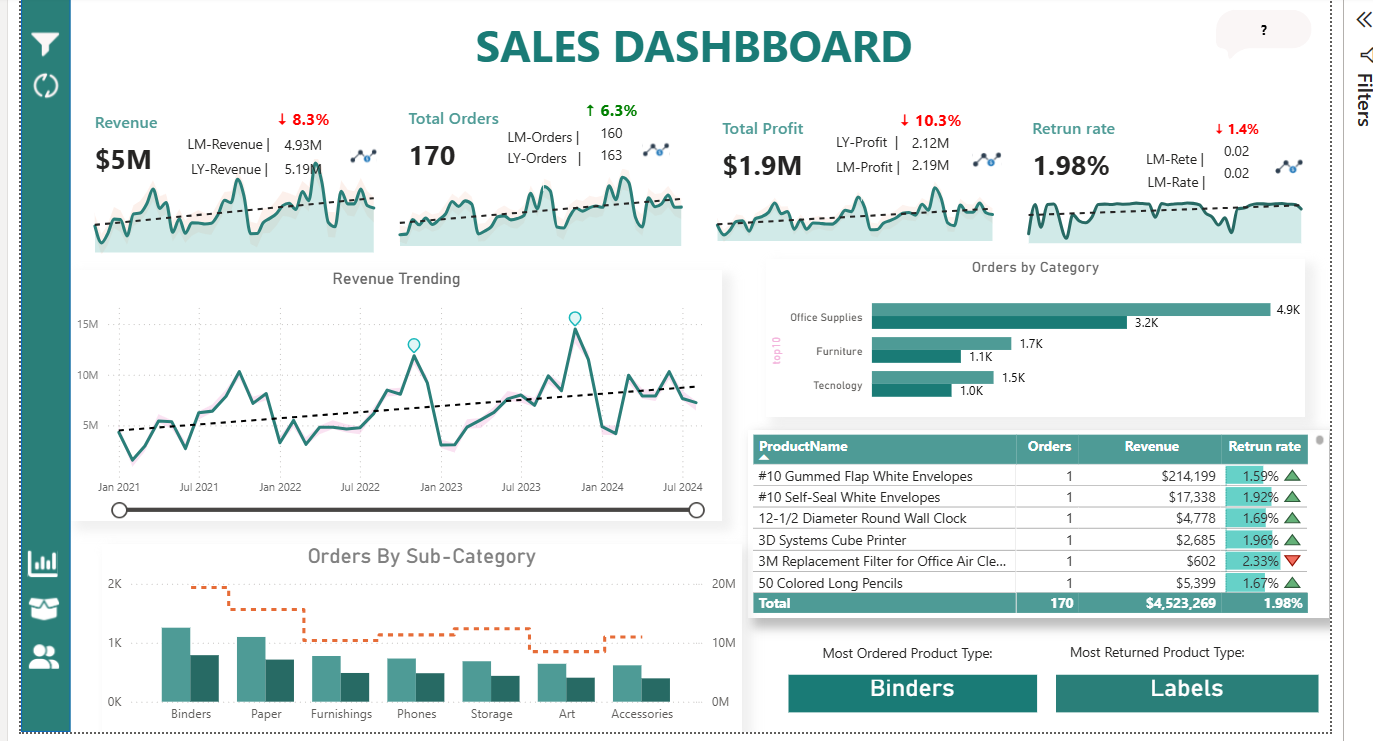 SALES DASHBBOARD
?
Filters
Revenue
$5M
↓ 8.3%
LM-Revenue | 4.93M
LY-Revenue | 5.19M
Total Orders
170
↑ 6.3%
LM-Orders | 160
LY-Orders | 163
Total Profit
$1.9M
↓ 10.3%
LY-Profit | 2.12M
LM-Profit | 2.19M
Retrun rate
1.98%
↓ 1.4%
LM-Rete | 0.02
LM-Rate | 0.02
Revenue Trending
15M
10M
5M
Jan 2021 Jul 2021 Jan 2022 Jul 2022 Jan 2023 Jul 2023 Jan 2024 Jul 2024
Orders by Category
top10
Office Supplies 4.9K
3.2K
Furniture 1.7K
1.1K
Tecnology 1.5K
1.0K
ProductName Orders Revenue Retrun rate
#10 Gummed Flap White Envelopes 1 $214,199 1.59%
#10 Self-Seal White Envelopes 1 $17,338 1.92%
12-1/2 Diameter Round Wall Clock 1 $4,778 1.69%
3D Systems Cube Printer 1 $2,685 1.96%
3M Replacement Filter for Office Air Cle... 1 $602 2.33%
50 Colored Long Pencils 1 $5,399 1.67%
Total 170 $4,523,269 1.98%
Orders By Sub-Category
2K 20M
1K 10M
0K 0M
Binders Paper Furnishings Phones Storage Art Accessories
Most Ordered Product Type:
Binders
Most Returned Product Type:
Labels